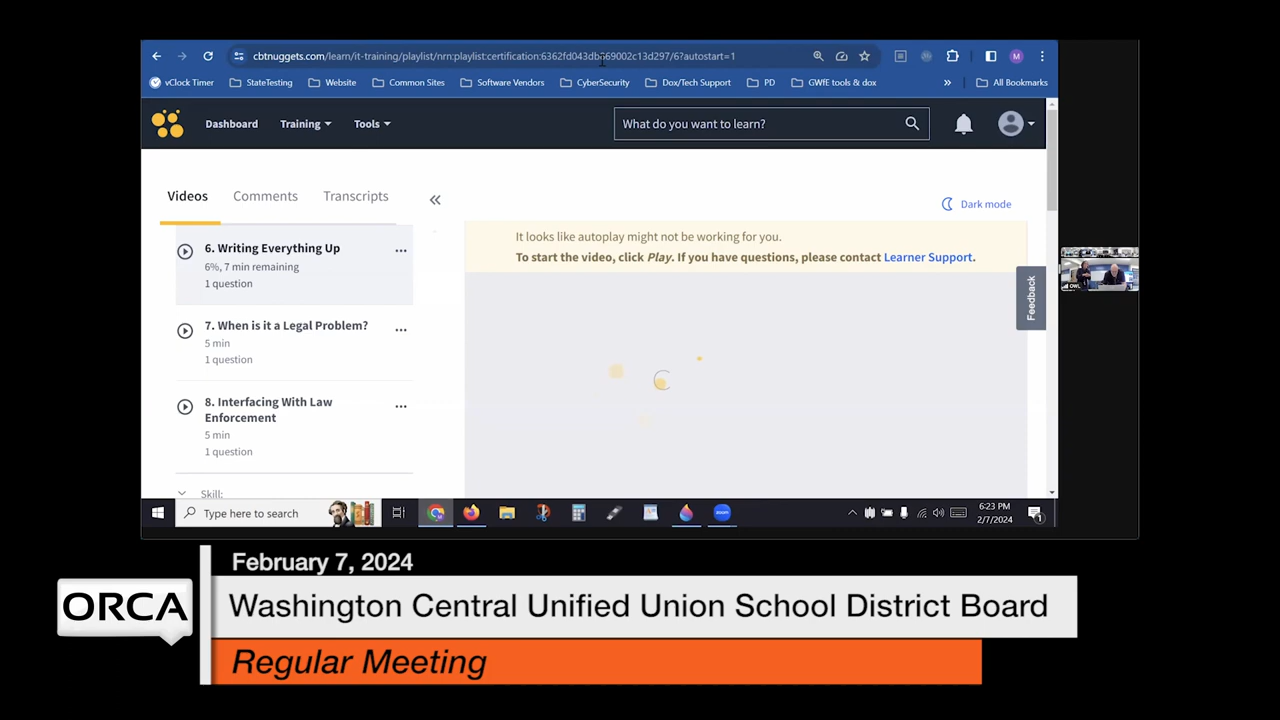 cbtnuggets.com/learn/it-training/playlist/nrn:playlist:certification:6362fd043db669002c13d297/6?autostart=1
M
vClock Timer StateTesting Website Common Sites Software Vendors CyberSecurity Dox/Tech Support PD GWfE tools & dox » All Bookmarks
Dashboard Training Tools What do you want to learn?
Videos Comments Transcripts
Dark mode
6. Writing Everything Up
6%, 7 min remaining
1 question
It looks like autoplay might not be working for you.
To start the video, click Play. If you have questions, please contact Learner Support.
Feedback
OWL
7. When is it a Legal Problem?
5 min
1 question
8. Interfacing With Law
Enforcement
5 min
1 question
Skill:
Type here to search
zoom
6:23 PM
2/7/2024
1
February 7, 2024
ORCA
Washington Central Unified Union School District Board
Regular Meeting